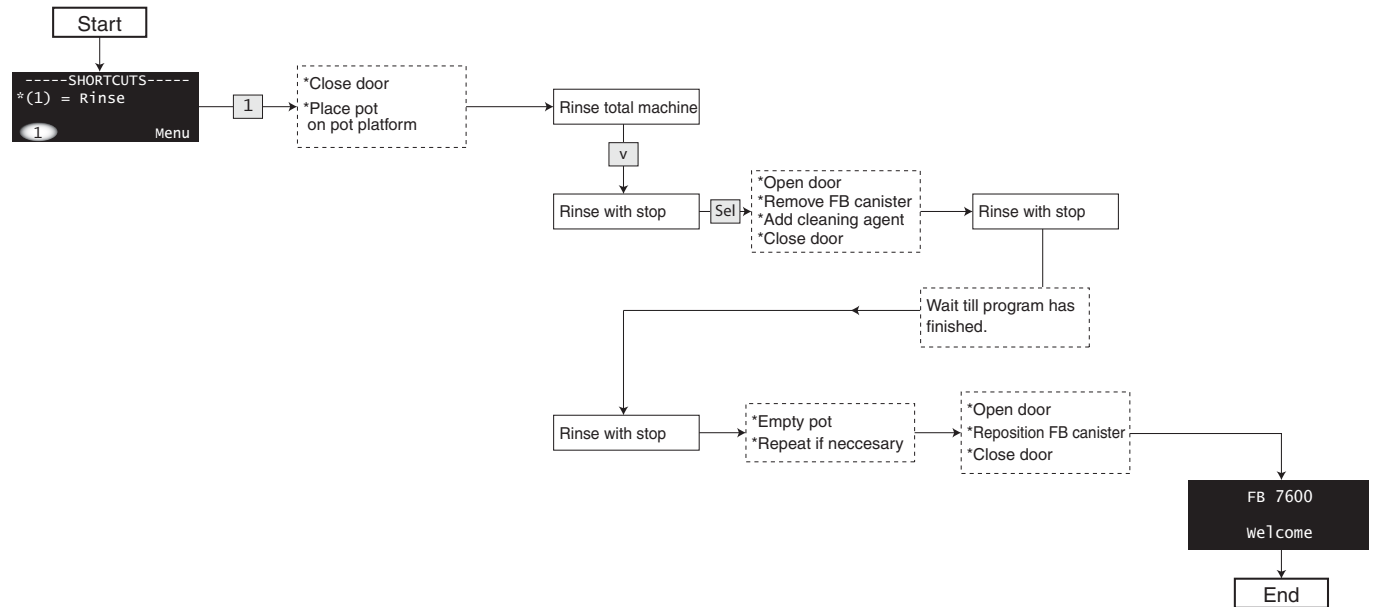 Start
-----SHORTCUTS-----
*(1) = Rinse
1 Menu
1
*Close door
*Place pot
on pot platform
Rinse total machine
v
Rinse with stop
Sel
*Open door
*Remove FB canister
*Add cleaning agent
*Close door
Rinse with stop
Wait till program has
finished.
Rinse with stop
*Empty pot
*Repeat if neccesary
*Open door
*Reposition FB canister
*Close door
FB 7600
Welcome
End